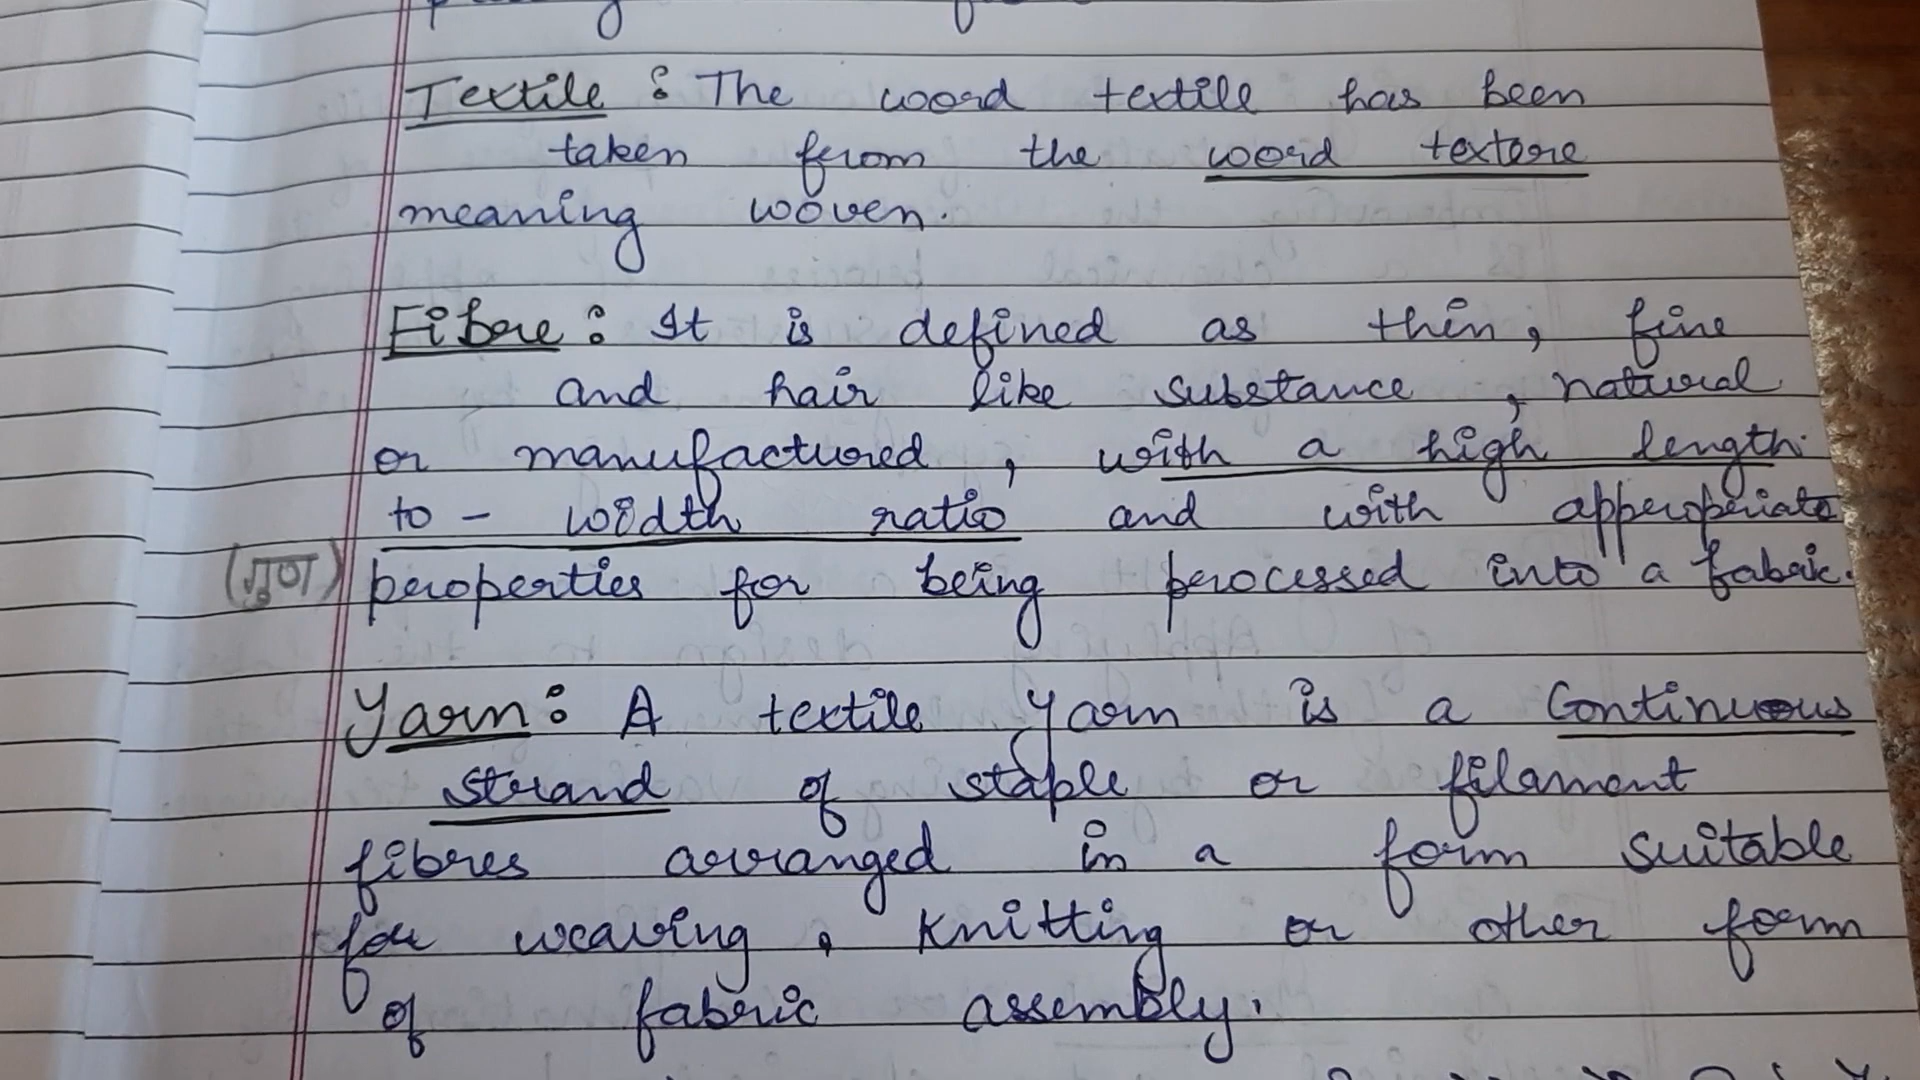 Textile : The word textile has been
taken from the word textore
meaning woven.
Fibre : It is defined as thin, fine
and hair like substance, natural
or manufactured, with a high length
to - width ratio and with appropriate
(गुण) properties for being processed into a fabric.
Yarn : A textile yarn is a Continuous
strand of staple or filament
fibres arranged in a form suitable
for weaving, Knitting or other form
of fabric assembly.